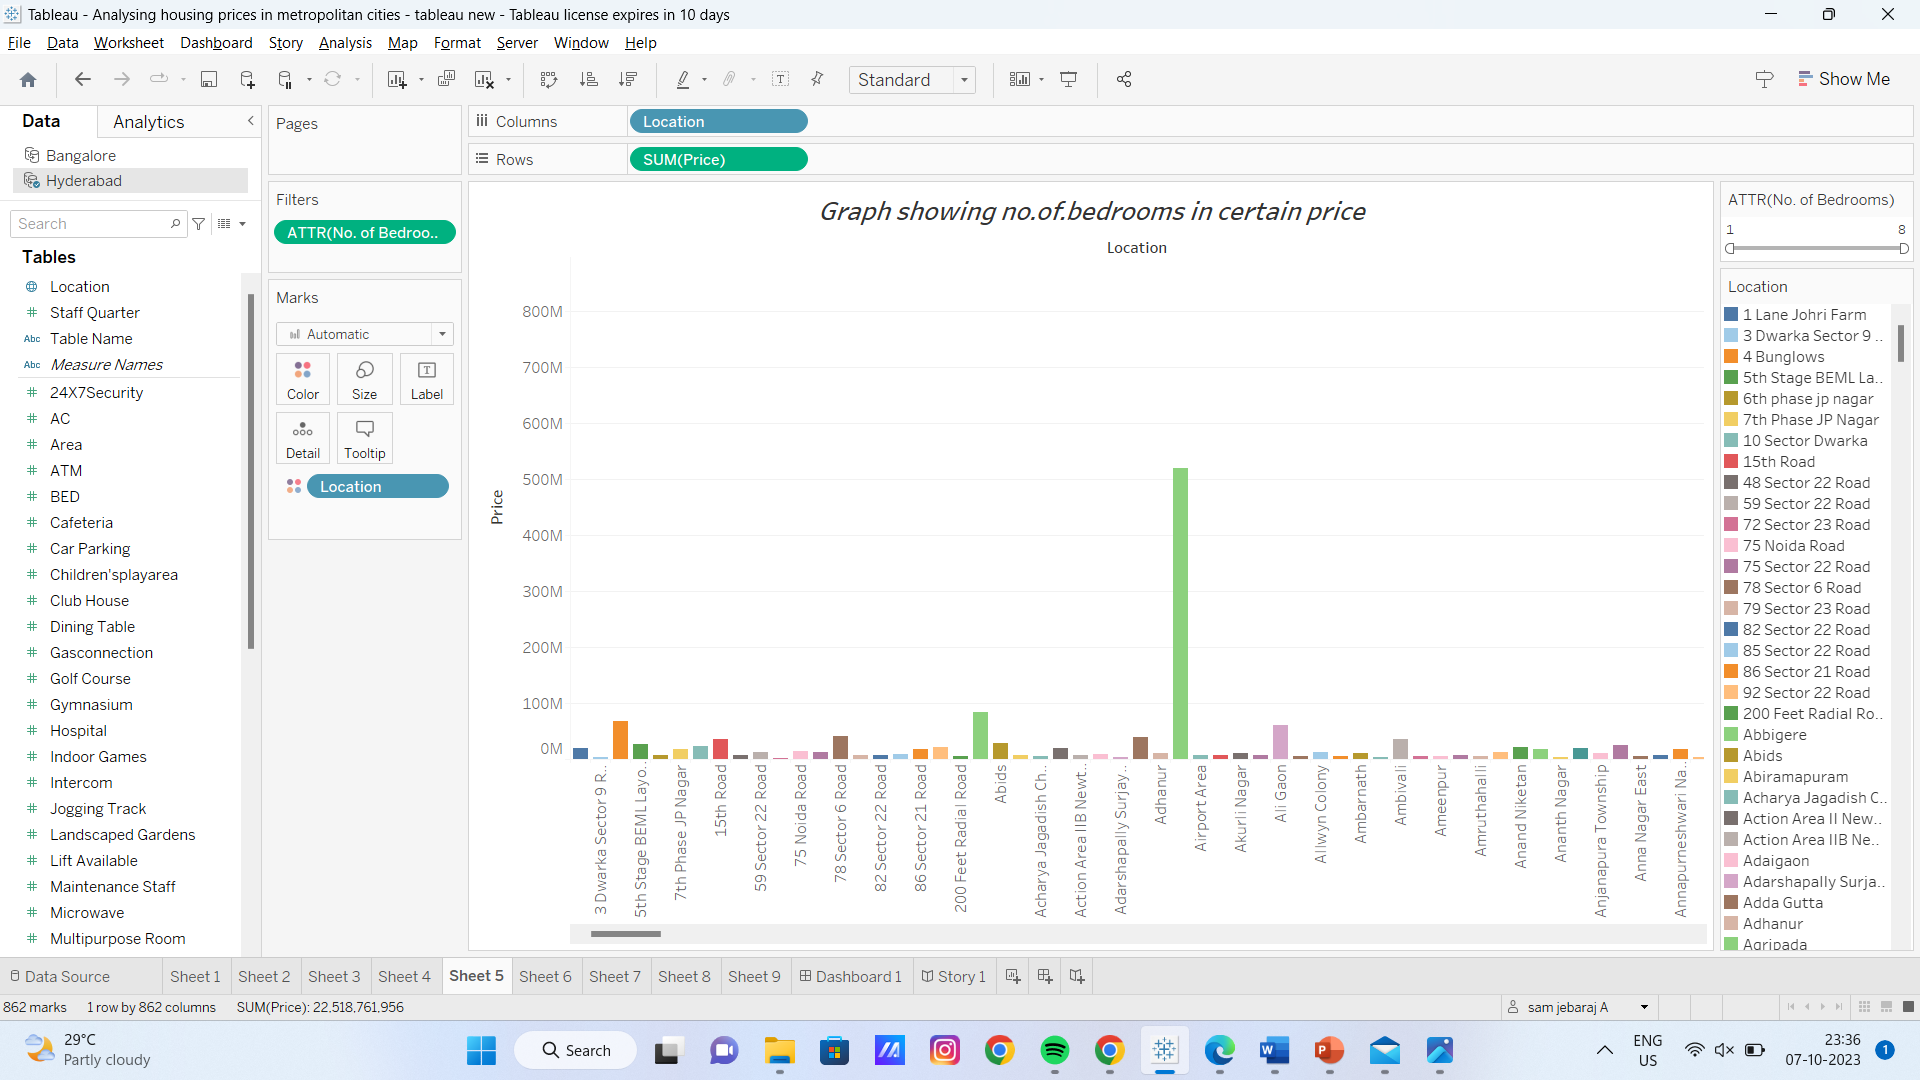 Tableau - Analysing housing prices in metropolitan cities - tableau new - Tableau license expires in 10 days
File Data Worksheet Dashboard Story Analysis Map Format Server Window Help
Standard
Show Me
Data Analytics
Bangalore
Hyderabad
Search
Tables
Location
Staff Quarter
Abc Table Name
Abc Measure Names
24X7Security
AC
Area
ATM
BED
Cafeteria
Car Parking
Children'splayarea
Club House
Dining Table
Gasconnection
Golf Course
Gymnasium
Hospital
Indoor Games
Intercom
Jogging Track
Landscaped Gardens
Lift Available
Maintenance Staff
Microwave
Multipurpose Room
Pages
Filters
ATTR(No. of Bedroo..
Marks
Automatic
Color Size Label
Detail Tooltip
Location
Columns Location
Rows SUM(Price)
Graph showing no.of.bedrooms in certain price
Location
Price
800M
700M
600M
500M
400M
300M
200M
100M
0M
3 Dwarka Sector 9 R..
5th Stage BEML Layo..
7th Phase JP Nagar
15th Road
59 Sector 22 Road
75 Noida Road
78 Sector 6 Road
82 Sector 22 Road
86 Sector 21 Road
200 Feet Radial Road
Abids
Acharya Jagadish Ch..
Action Area IIB Newt..
Adarshapally Surjay..
Adhanur
Airport Area
Akurli Nagar
Ali Gaon
Allwyn Colony
Ambarnath
Ambivali
Ameenpur
Amruthahalli
Anand Niketan
Ananth Nagar
Anjanapura Township
Anna Nagar East
Annapurneshwari Na..
ATTR(No. of Bedrooms)
1 8
Location
1 Lane Johri Farm
3 Dwarka Sector 9 ..
4 Bunglows
5th Stage BEML La..
6th phase jp nagar
7th Phase JP Nagar
10 Sector Dwarka
15th Road
48 Sector 22 Road
59 Sector 22 Road
72 Sector 23 Road
75 Noida Road
75 Sector 22 Road
78 Sector 6 Road
79 Sector 23 Road
82 Sector 22 Road
85 Sector 22 Road
86 Sector 21 Road
92 Sector 22 Road
200 Feet Radial Ro..
Abbigere
Abids
Abiramapuram
Acharya Jagadish C..
Action Area II New..
Action Area IIB Ne..
Adaigaon
Adarshapally Surja..
Adda Gutta
Adhanur
Agripada
Data Source Sheet 1 Sheet 2 Sheet 3 Sheet 4 Sheet 5 Sheet 6 Sheet 7 Sheet 8 Sheet 9 Dashboard 1 Story 1
862 marks 1 row by 862 columns SUM(Price): 22,518,761,956
sam jebaraj A
29°C
Partly cloudy
Search
ENG
US
23:36
07-10-2023
1